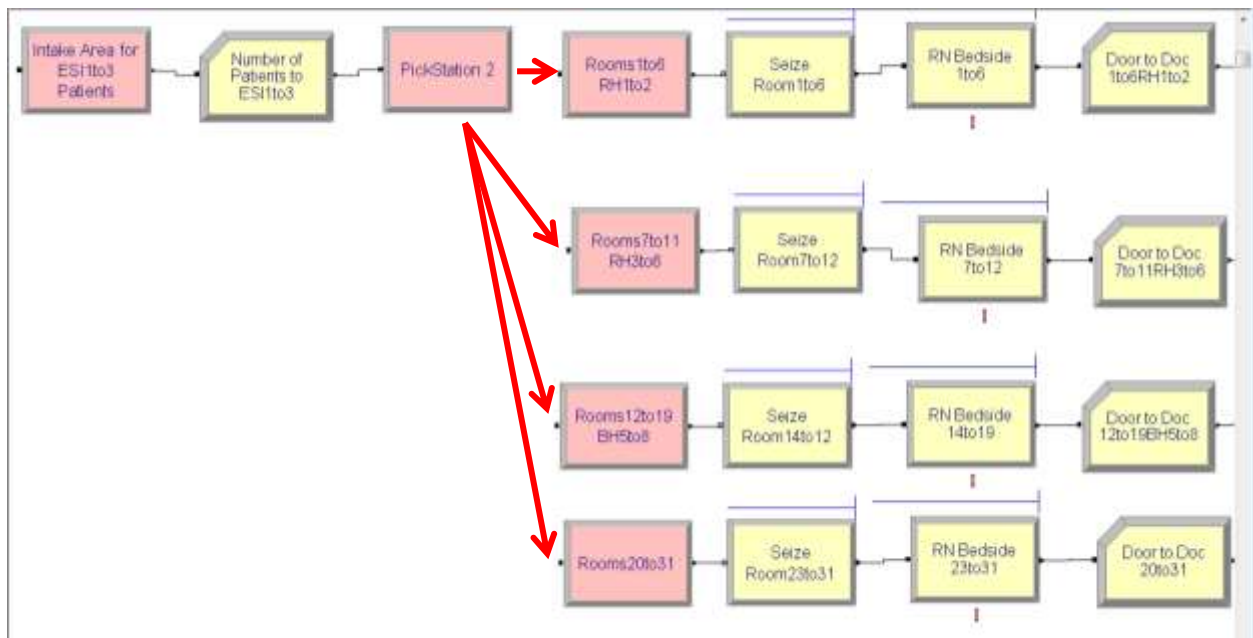 Intake Area for
ESI1to3
Patients
Number of
Patients to
ESI1to3
PickStation 2
Rooms1to6
RH1to2
Seize
Room1to6
RN Bedside
1to6
Door to Doc
1to6RH1to2
Rooms7to11
RH3to6
Seize
Room7to12
RN Bedside
7to12
Door to Doc
7to11RH3to6
Rooms12to19
BH5to8
Seize
Room14to12
RN Bedside
14to19
Door to Doc
12to19BH5to8
Rooms20to31
Seize
Room23to31
RN Bedside
23to31
Door to Doc
20to31